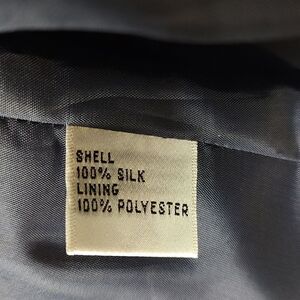 SHELL
100% SILK
LINING
100% POLYESTER